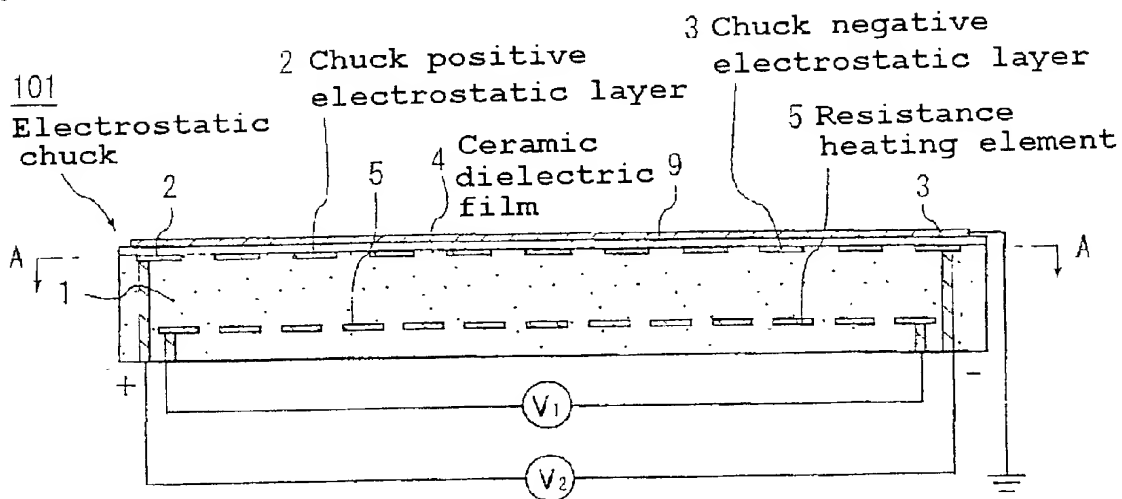 101
Electrostatic
chuck
2 Chuck positive
electrostatic layer
3 Chuck negative
electrostatic layer
5 Resistance
heating element
4 Ceramic
dielectric
film
2
5
9
3
A
A
1
+
-
V1
V2